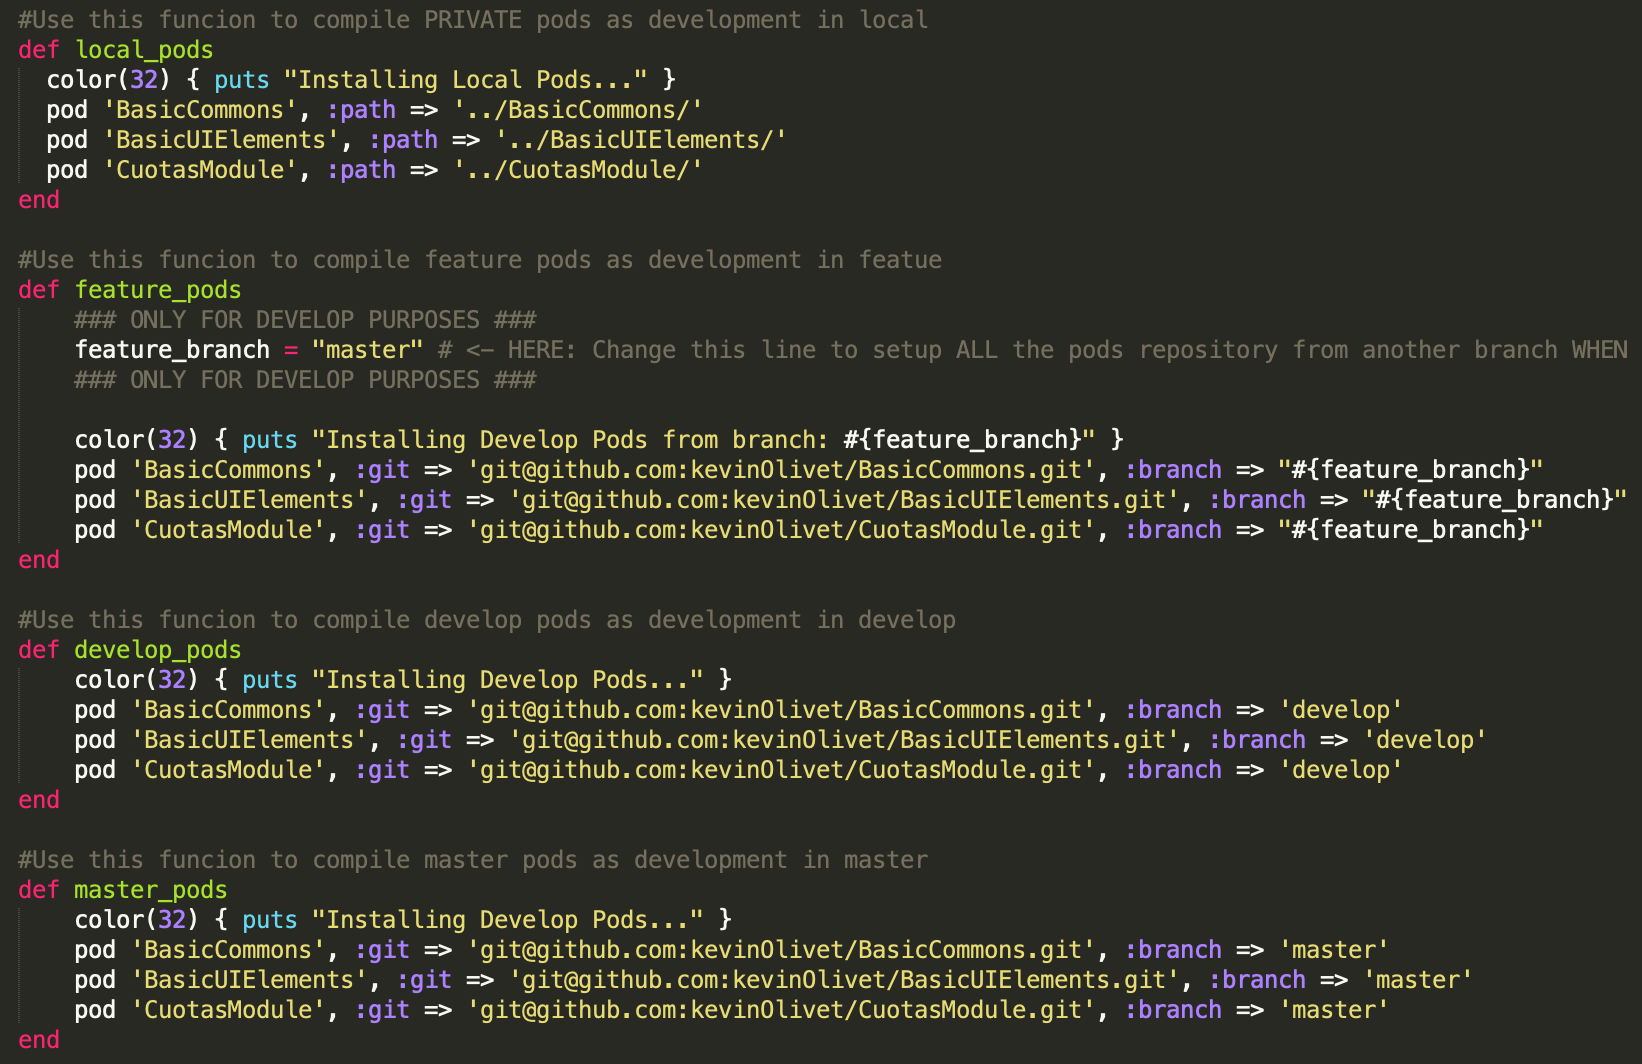 #Use this funcion to compile PRIVATE pods as development in local
def local_pods
  color(32) { puts "Installing Local Pods..." }
  pod 'BasicCommons', :path => '../BasicCommons/'
  pod 'BasicUIElements', :path => '../BasicUIElements/'
  pod 'CuotasModule', :path => '../CuotasModule/'
end

#Use this funcion to compile feature pods as development in featue
def feature_pods
    ### ONLY FOR DEVELOP PURPOSES ###
    feature_branch = "master" # <- HERE: Change this line to setup ALL the pods repository from another branch WHEN
    ### ONLY FOR DEVELOP PURPOSES ###

    color(32) { puts "Installing Develop Pods from branch: #{feature_branch}" }
    pod 'BasicCommons', :git => 'git@github.com:kevinOlivet/BasicCommons.git', :branch => "#{feature_branch}"
    pod 'BasicUIElements', :git => 'git@github.com:kevinOlivet/BasicUIElements.git', :branch => "#{feature_branch}"
    pod 'CuotasModule', :git => 'git@github.com:kevinOlivet/CuotasModule.git', :branch => "#{feature_branch}"
end

#Use this funcion to compile develop pods as development in develop
def develop_pods
    color(32) { puts "Installing Develop Pods..." }
    pod 'BasicCommons', :git => 'git@github.com:kevinOlivet/BasicCommons.git', :branch => 'develop'
    pod 'BasicUIElements', :git => 'git@github.com:kevinOlivet/BasicUIElements.git', :branch => 'develop'
    pod 'CuotasModule', :git => 'git@github.com:kevinOlivet/CuotasModule.git', :branch => 'develop'
end

#Use this funcion to compile master pods as development in master
def master_pods
    color(32) { puts "Installing Develop Pods..." }
    pod 'BasicCommons', :git => 'git@github.com:kevinOlivet/BasicCommons.git', :branch => 'master'
    pod 'BasicUIElements', :git => 'git@github.com:kevinOlivet/BasicUIElements.git', :branch => 'master'
    pod 'CuotasModule', :git => 'git@github.com:kevinOlivet/CuotasModule.git', :branch => 'master'
end